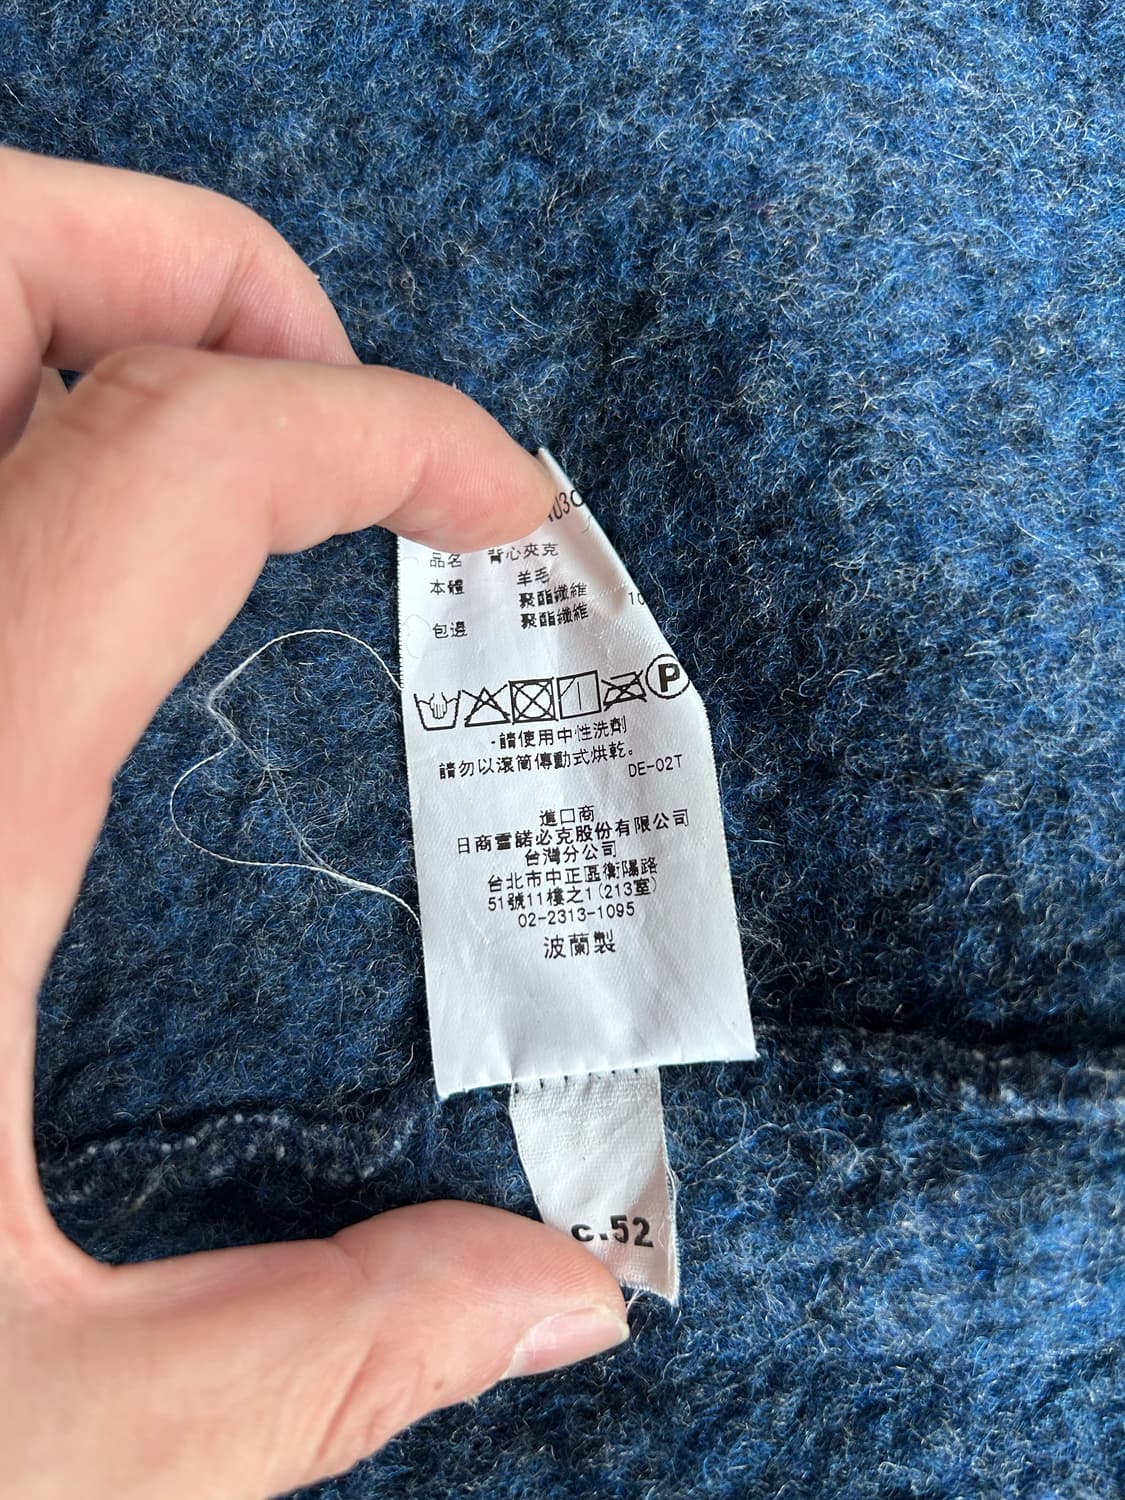 品名 背心夾克
本體 羊毛
聚酯纖維 10
包邊 聚酯纖維
P
-請使用中性洗劑
請勿以滾筒傳動式烘乾。
DE-02T
進口商
日商雪諾必克股份有限公司
台灣分公司
台北市中正區衡陽路
51號11樓之1(213室)
02-2313-1095
波蘭製
c.52